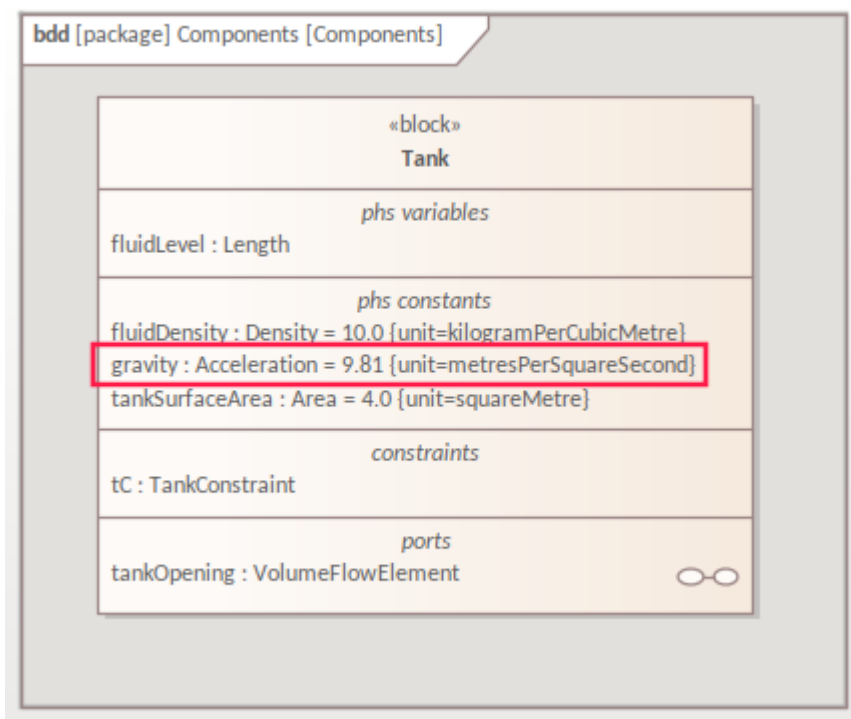 bdd [package] Components [Components]
«block»
Tank
phs variables
fluidLevel : Length
phs constants
fluidDensity : Density = 10.0 {unit=kilogramPerCubicMetre}
gravity : Acceleration = 9.81 {unit=metresPerSquareSecond}
tankSurfaceArea : Area = 4.0 {unit=squareMetre}
constraints
tC : TankConstraint
ports
tankOpening : VolumeFlowElement